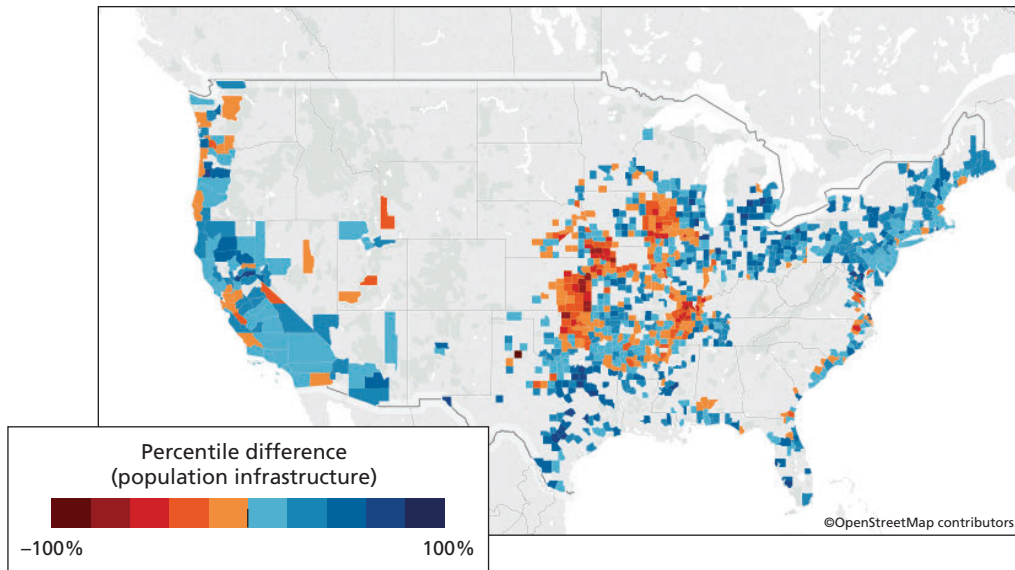 ©OpenStreetMap contributors.
Percentile difference
(population infrastructure)
–100%
100%